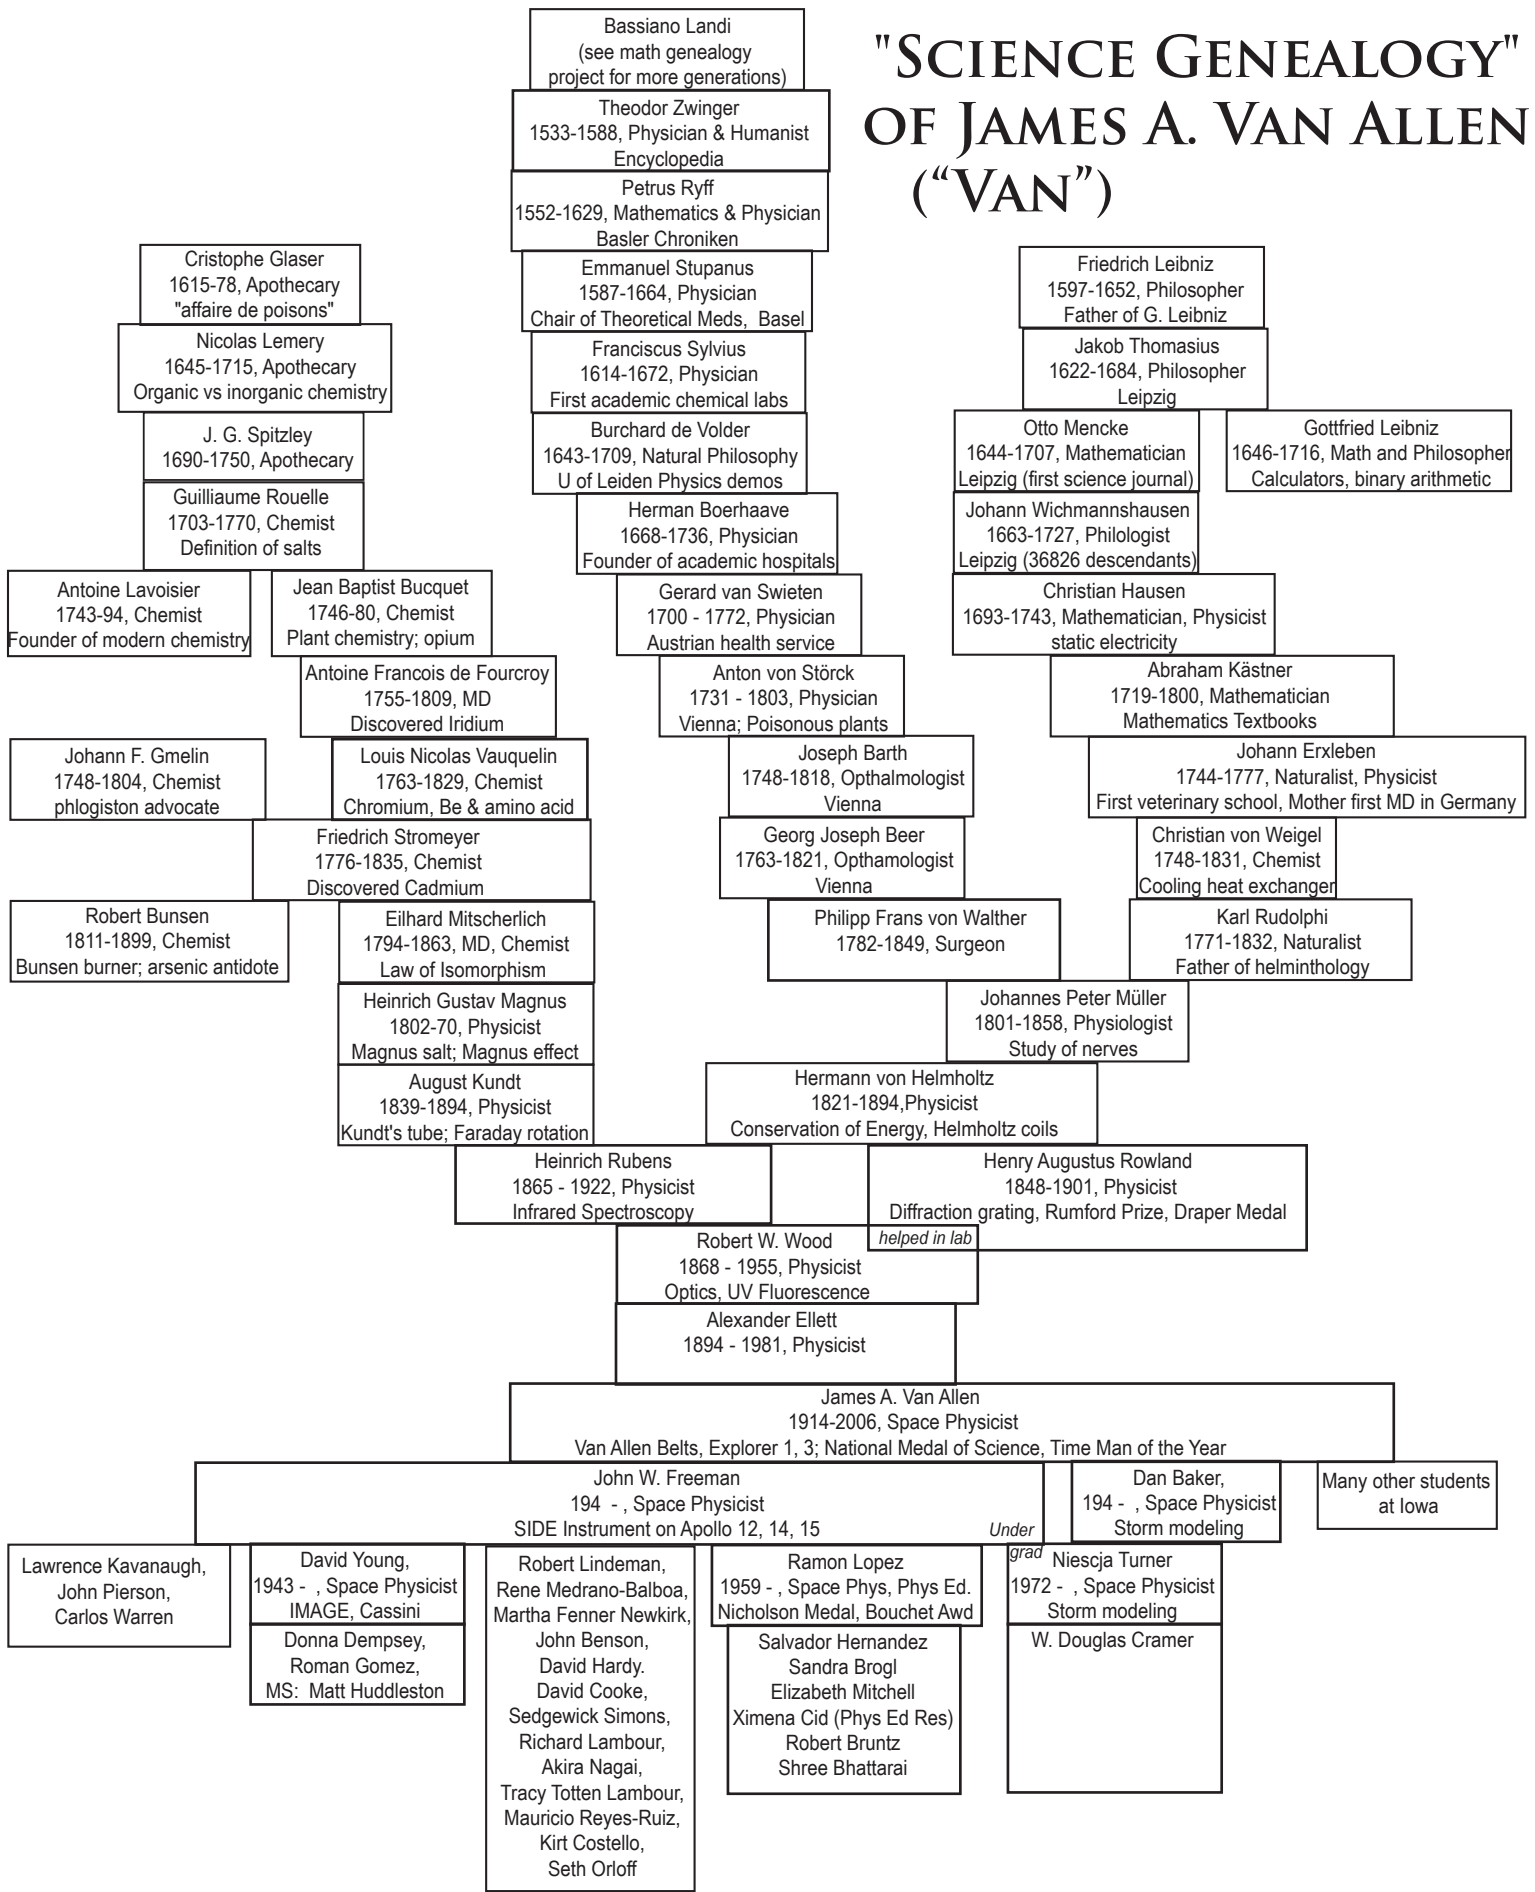 "Science Genealogy"
of James A. Van Allen
(“Van”)
Bassiano Landi
(see math genealogy
project for more generations)
Theodor Zwinger
1533-1588, Physician & Humanist
Encyclopedia
Petrus Ryff
1552-1629, Mathematics & Physician
Basler Chroniken
Cristophe Glaser
1615-78, Apothecary
"affaire de poisons"
Emmanuel Stupanus
1587-1664, Physician
Chair of Theoretical Meds, Basel
Friedrich Leibniz
1597-1652, Philosopher
Father of G. Leibniz
Nicolas Lemery
1645-1715, Apothecary
Organic vs inorganic chemistry
Franciscus Sylvius
1614-1672, Physician
First academic chemical labs
Jakob Thomasius
1622-1684, Philosopher
Leipzig
J. G. Spitzley
1690-1750, Apothecary
Burchard de Volder
1643-1709, Natural Philosophy
U of Leiden Physics demos
Otto Mencke
1644-1707, Mathematician
Leipzig (first science journal)
Gottfried Leibniz
1646-1716, Math and Philosopher
Calculators, binary arithmetic
Guilliaume Rouelle
1703-1770, Chemist
Definition of salts
Herman Boerhaave
1668-1736, Physician
Founder of academic hospitals
Johann Wichmannshausen
1663-1727, Philologist
Leipzig (36826 descendants)
Antoine Lavoisier
1743-94, Chemist
Founder of modern chemistry
Jean Baptist Bucquet
1746-80, Chemist
Plant chemistry; opium
Gerard van Swieten
1700 - 1772, Physician
Austrian health service
Christian Hausen
1693-1743, Mathematician, Physicist
static electricity
Antoine Francois de Fourcroy
1755-1809, MD
Discovered Iridium
Anton von Störck
1731 - 1803, Physician
Vienna; Poisonous plants
Abraham Kästner
1719-1800, Mathematician
Mathematics Textbooks
Johann F. Gmelin
1748-1804, Chemist
phlogiston advocate
Louis Nicolas Vauquelin
1763-1829, Chemist
Chromium, Be & amino acid
Joseph Barth
1748-1818, Opthalmologist
Vienna
Johann Erxleben
1744-1777, Naturalist, Physicist
First veterinary school, Mother first MD in Germany
Friedrich Stromeyer
1776-1835, Chemist
Discovered Cadmium
Georg Joseph Beer
1763-1821, Opthamologist
Vienna
Christian von Weigel
1748-1831, Chemist
Cooling heat exchanger
Robert Bunsen
1811-1899, Chemist
Bunsen burner; arsenic antidote
Eilhard Mitscherlich
1794-1863, MD, Chemist
Law of Isomorphism
Philipp Frans von Walther
1782-1849, Surgeon
Karl Rudolphi
1771-1832, Naturalist
Father of helminthology
Heinrich Gustav Magnus
1802-70, Physicist
Magnus salt; Magnus effect
Johannes Peter Müller
1801-1858, Physiologist
Study of nerves
August Kundt
1839-1894, Physicist
Kundt's tube; Faraday rotation
Hermann von Helmholtz
1821-1894,Physicist
Conservation of Energy, Helmholtz coils
Heinrich Rubens
1865 - 1922, Physicist
Infrared Spectroscopy
Henry Augustus Rowland
1848-1901, Physicist
Diffraction grating, Rumford Prize, Draper Medal
helped in lab
Robert W. Wood
1868 - 1955, Physicist
Optics, UV Fluorescence
Alexander Ellett
1894 - 1981, Physicist
James A. Van Allen
1914-2006, Space Physicist
Van Allen Belts, Explorer 1, 3; National Medal of Science, Time Man of the Year
John W. Freeman
194 - , Space Physicist
SIDE Instrument on Apollo 12, 14, 15
Under
grad
Dan Baker,
194 - , Space Physicist
Storm modeling
Many other students
at Iowa
Lawrence Kavanaugh,
John Pierson,
Carlos Warren
David Young,
1943 - , Space Physicist
IMAGE, Cassini
Donna Dempsey,
Roman Gomez,
MS: Matt Huddleston
Robert Lindeman,
Rene Medrano-Balboa,
Martha Fenner Newkirk,
John Benson,
David Hardy.
David Cooke,
Sedgewick Simons,
Richard Lambour,
Akira Nagai,
Tracy Totten Lambour,
Mauricio Reyes-Ruiz,
Kirt Costello,
Seth Orloff
Ramon Lopez
1959 - , Space Phys, Phys Ed.
Nicholson Medal, Bouchet Awd
Salvador Hernandez
Sandra Brogl
Elizabeth Mitchell
Ximena Cid (Phys Ed Res)
Robert Bruntz
Shree Bhattarai
Niescja Turner
1972 - , Space Physicist
Storm modeling
W. Douglas Cramer